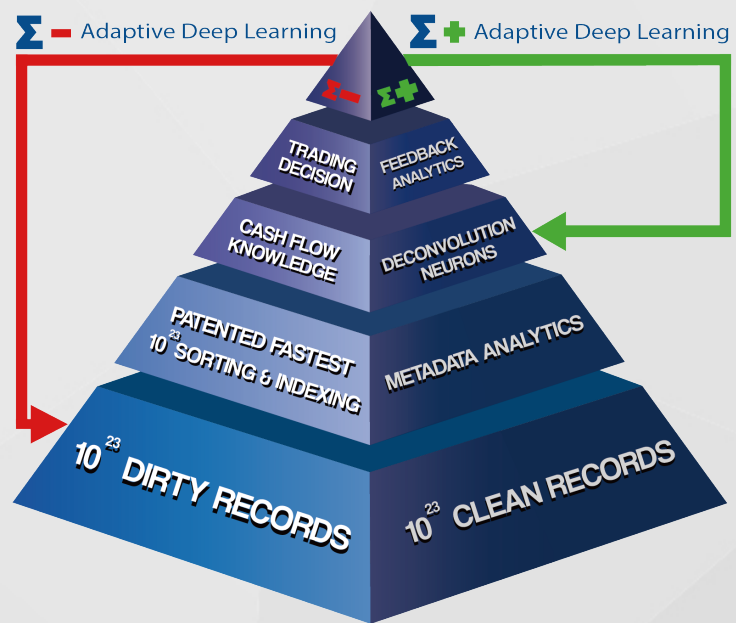 Σ - Adaptive Deep Learning
Σ + Adaptive Deep Learning
Σ -
Σ +
TRADING
DECISION
FEEDBACK
ANALYTICS
CASH FLOW
KNOWLEDGE
DECONVOLUTION
NEURONS
PATENTED FASTEST
10²³ SORTING & INDEXING
METADATA ANALYTICS
10²³ DIRTY RECORDS
10²³ CLEAN RECORDS